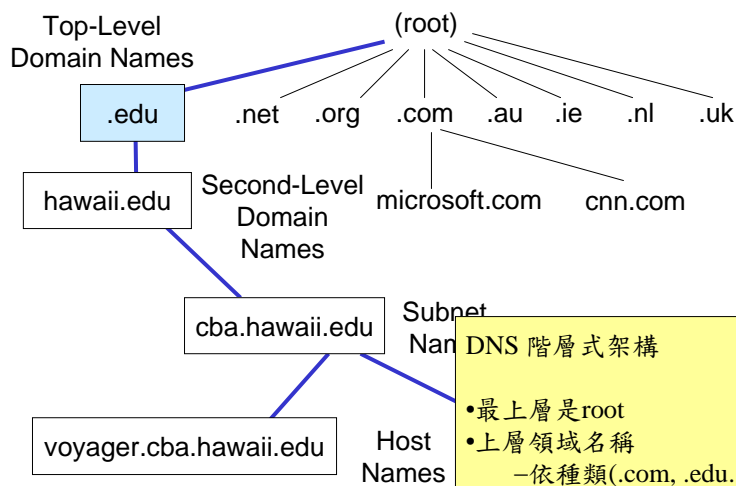 Top-Level
Domain Names
(root)
.edu
.net
.org
.com
.au
.ie
.nl
.uk
hawaii.edu
Second-Level
Domain
Names
microsoft.com
cnn.com
cba.hawaii.edu
Subnet
DNS 階層式架構
•最上層是root
•上層領域名稱
–依種類(.com, .edu.
voyager.cba.hawaii.edu
Host
Names